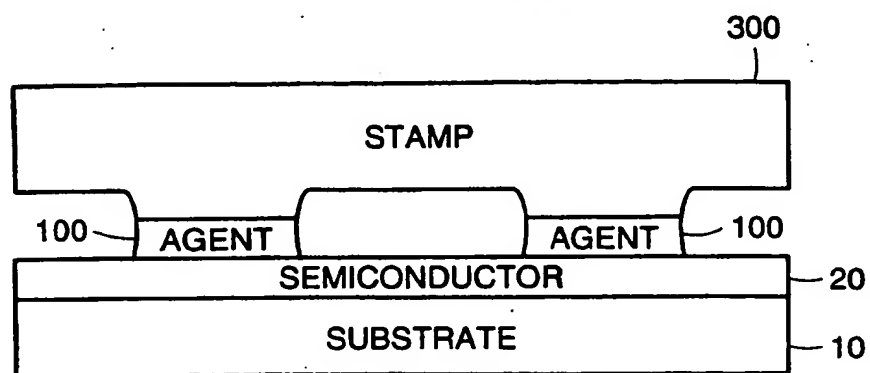 300
STAMP
100 AGENT AGENT 100
SEMICONDUCTOR 20
SUBSTRATE 10